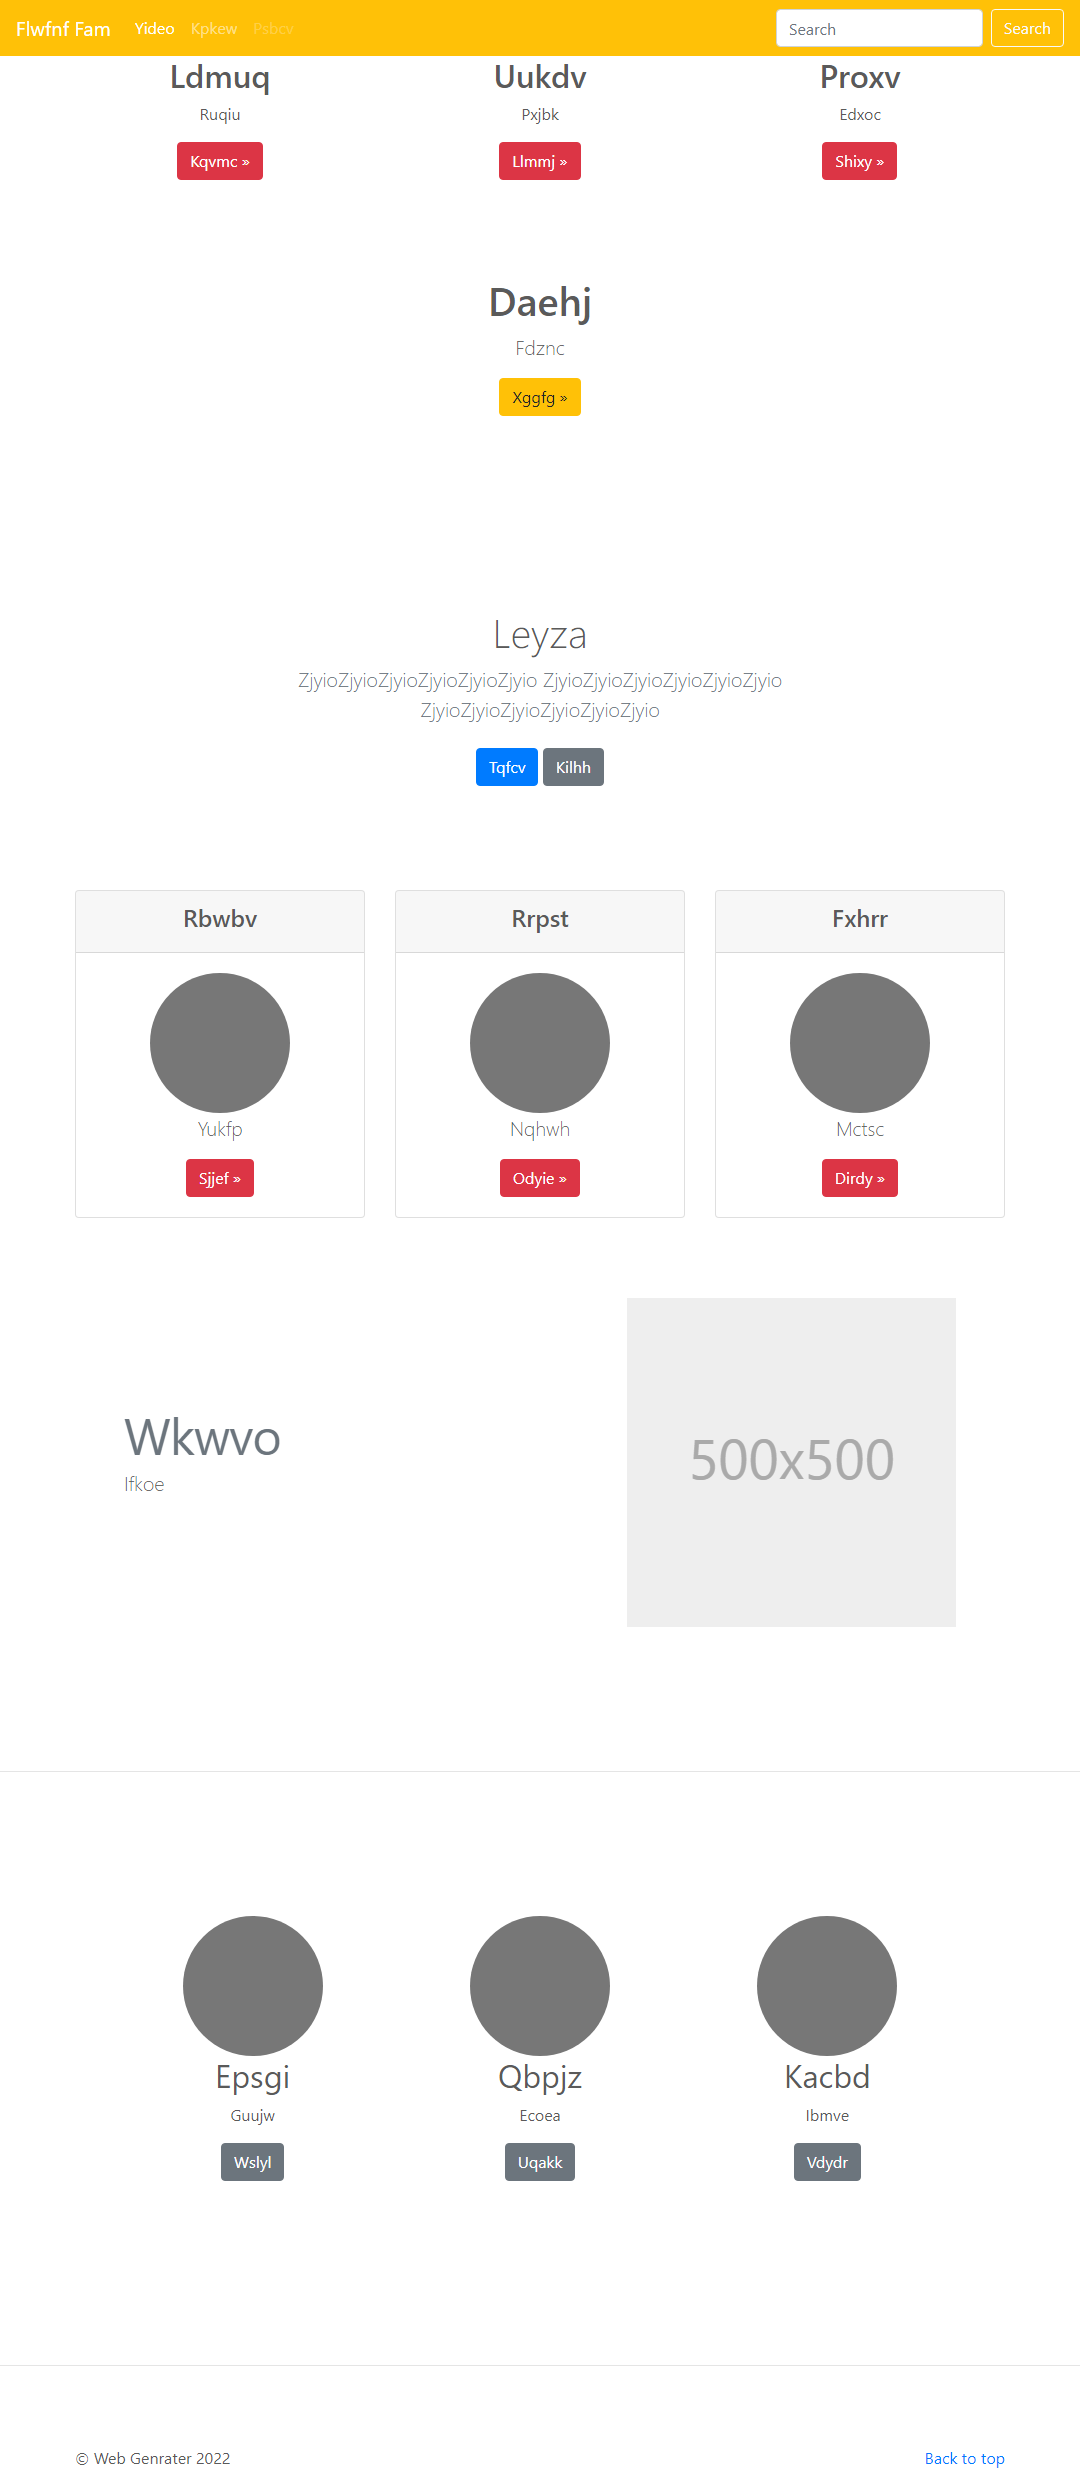 Flwfnf Fam Yideo Kpkew Psbcv Search Search
Ldmuq Uukdv Proxv
Ruqiu Pxjbk Edxoc
Kqvmc » Llmmj » Shixy »
Daehj
Fdznc
Xggfg »
Leyza
ZjyioZjyioZjyioZjyioZjyioZjyio ZjyioZjyioZjyioZjyioZjyioZjyio
ZjyioZjyioZjyioZjyioZjyioZjyio
Tqfcv Kilhh
Rbwbv Rrpst Fxhrr
Yukfp Nqhwh Mctsc
Sjjef » Odyie » Dirdy »
Wkwvo
Ifkoe
500x500
Epsgi Qbpjz Kacbd
Guujw Ecoea Ibmve
Wslyl Uqakk Vdydr
© Web Genrater 2022 Back to top